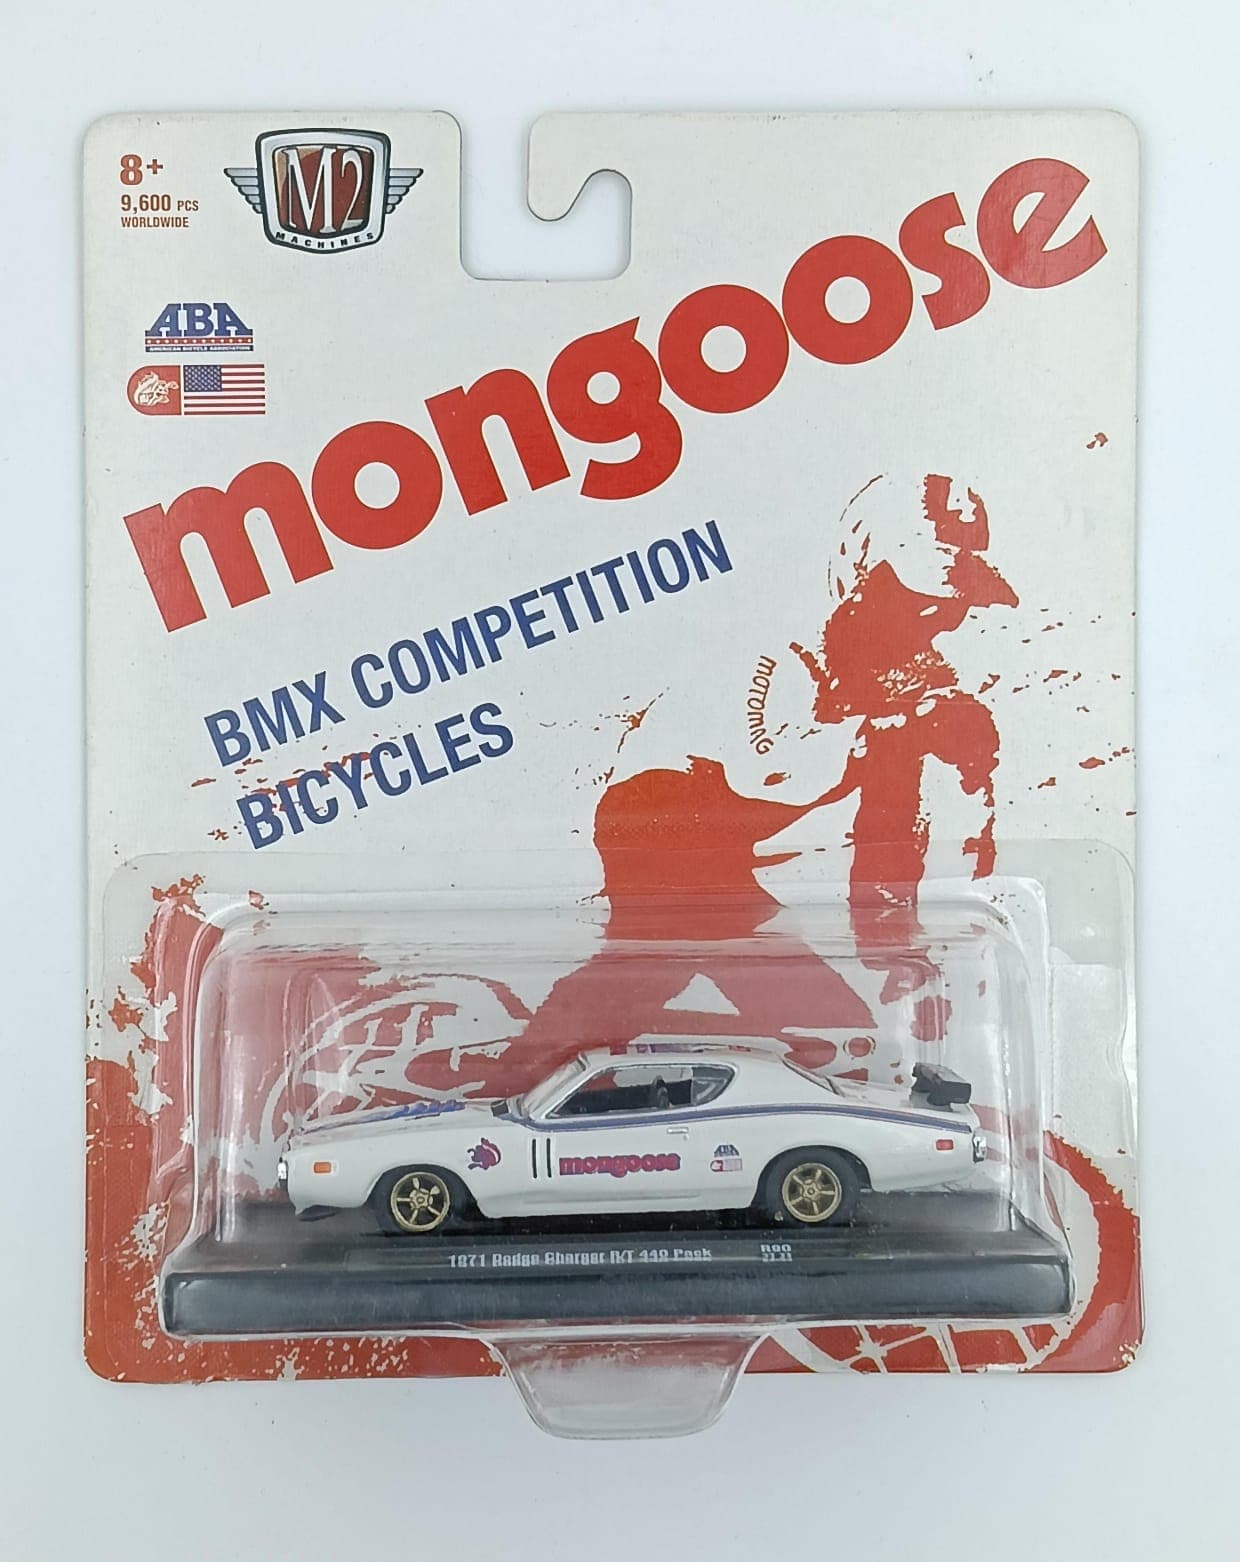 8+
9,600 PCS
WORLDWIDE
M2
MACHINES
ABA
AMERICAN BICYCLE ASSOCIATION
mongoose
BMX COMPETITION
BICYCLES
MOTOMAG
mongoose
ABA
1971 Dodge Charger R/T 440 Pack